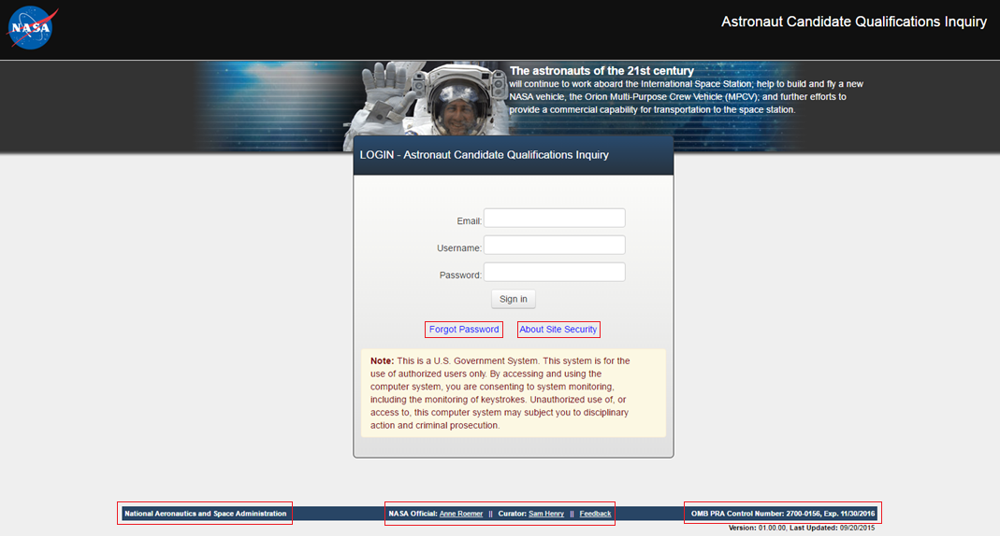 NASA
Astronaut Candidate Qualifications Inquiry
The astronauts of the 21st century
will continue to work aboard the International Space Station; help to build and fly a new
NASA vehicle, the Orion Multi-Purpose Crew Vehicle (MPCV); and further efforts to
provide a commercial capability for transportation to the space station.
LOGIN - Astronaut Candidate Qualifications Inquiry
Email:
Username:
Password:
Sign in
Forgot Password About Site Security
Note: This is a U.S. Government System. This system is for the
use of authorized users only. By accessing and using the
computer system, you are consenting to system monitoring,
including the monitoring of keystrokes. Unauthorized use of, or
access to, this computer system may subject you to disciplinary
action and criminal prosecution.
National Aeronautics and Space Administration NASA Official: Anne Roemer || Curator: Sam Henry || Feedback OMB PRA Control Number: 2700-0156, Exp. 11/30/2016
Version: 01.00.00, Last Updated: 09/20/2015